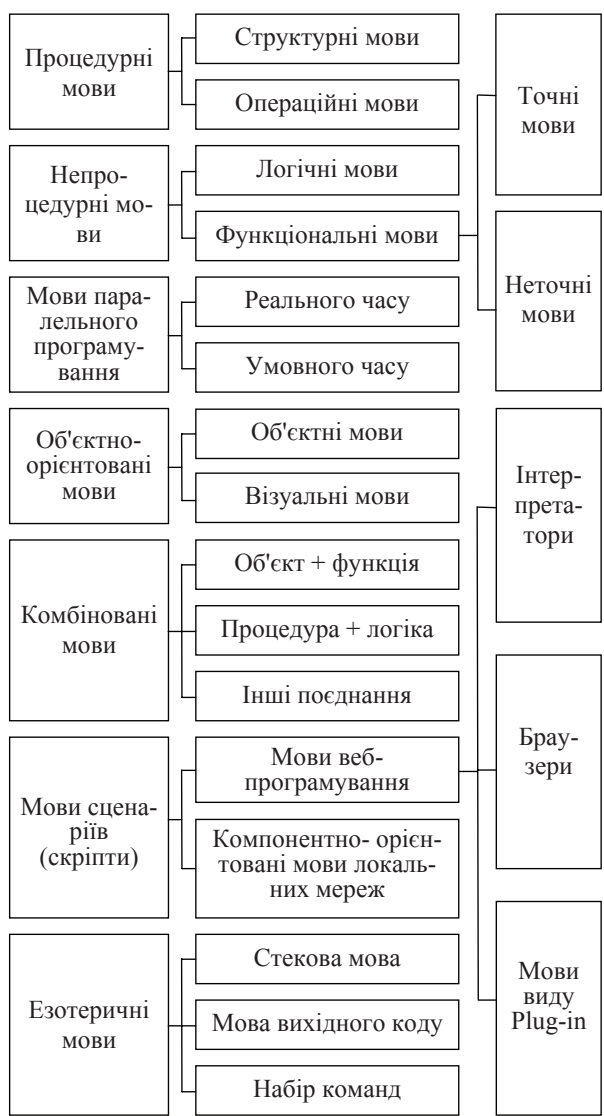 Процедурні
мови
Структурні мови
Операційні мови
Непро-
цедурні мо-
ви
Логічні мови
Функціональні мови
Точні
мови
Неточні
мови
Мови пара-
лельного
програму-
вання
Реального часу
Умовного часу
Об'єктно-
орієнтовані
мови
Об'єктні мови
Візуальні мови
Комбіновані
мови
Об'єкт + функція
Процедура + логіка
Інші поєднання
Мови сцена-
ріїв
(скріпти)
Мови веб-
програмування
Компонентно- орієн-
товані мови локаль-
них мереж
Інтер-
прета-
тори
Брау-
зери
Мови
виду
Plug-in
Езотеричні
мови
Стекова мова
Мова вихідного коду
Набір команд